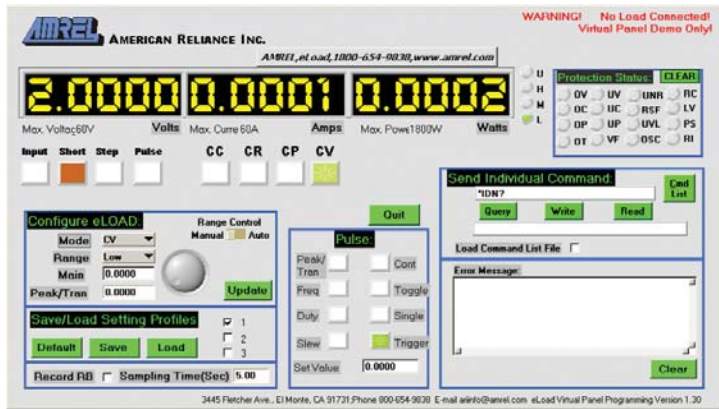 WARNING! No Load Connected!
Virtual Panel Demo Only!
AMREL AMERICAN RELIANCE INC.
AMREL,eLoad,1800-654-9838,www.amrel.com
2.0000 0.0001 0.0002
Max. Voltag60V Volts Max. Curre 60A Amps Max. Powe1800W Watts
U
H
M
L
Protection Status: CLEAR
OV UV UNR RC
OC UC RSF LV
OP UP UVL PS
OT VF OSC RI
Input Short Step Pulse CC CR CP CV
Send Individual Command:
*IDN?
Cmd List
Query Write Read
Load Command List File
Error Message:
Clear
Quit
Configure eLOAD:
Range Control
Manual Auto
Mode CV
Range Low
Main 0.0000
Peak/Tran 0.0000
Update
Save/Load Setting Profiles
1
2
3
Default Save Load
Record RB Sampling Time(Sec) 5.00
Pulse:
Peak/Tran Cont
Freq Toggle
Duty Single
Slew Trigger
Set Value 0.0000
3445 Fletcher Ave., El Monte, CA 91731;Phone 800-654-9838 E-mail ariinfo@amrel.com eLoad Virtual Panel Programming Version 1.30